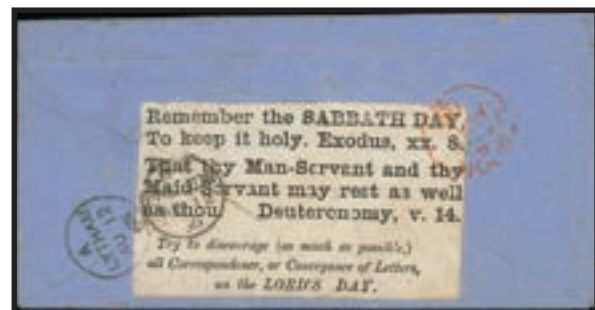 Remember the SABBATH DAY,
To keep it holy. Exodus, xx. 8.
That thy Man-Servant and thy
Maid-Servant may rest as well
as thou. Deuteronomy, v. 14.
Try to discourage (as much as possible,)
all Correspondence, or Conveyance of Letters,
on the LORD'S DAY.
A
LYTHAM
12